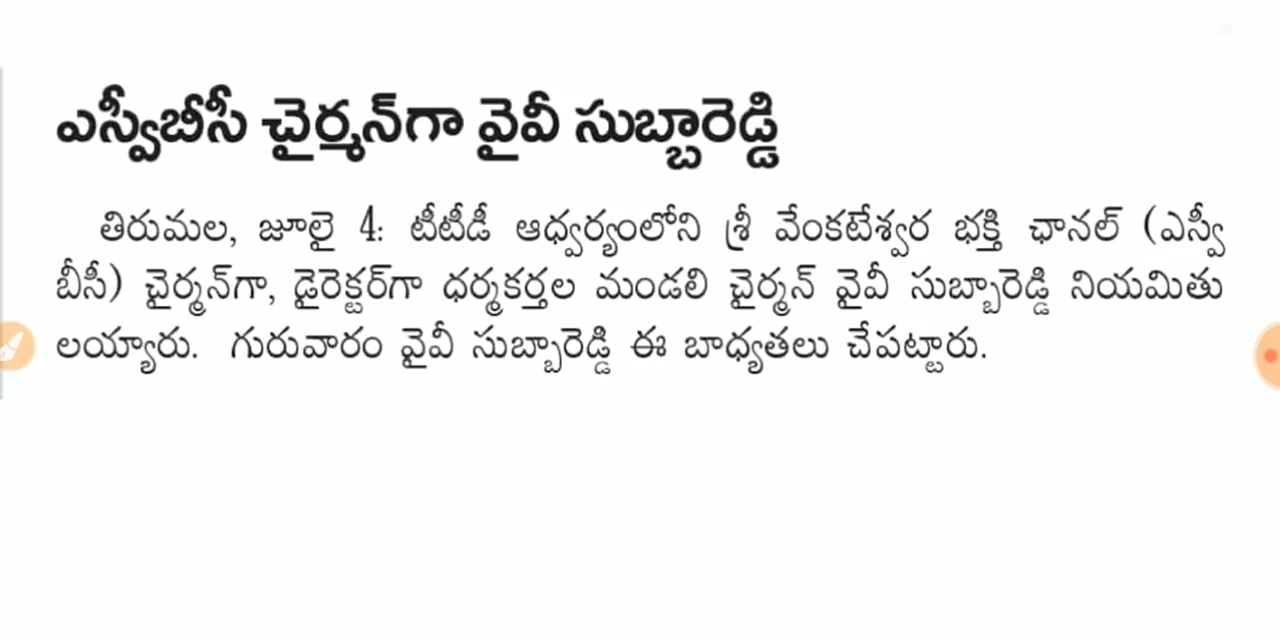 ఎస్వీబీసీ చైర్మన్‌గా వైవీ సుబ్బారెడ్డి
తిరుమల, జూలై 4: టీటీడీ ఆధ్వర్యంలోని శ్రీ వేంకటేశ్వర భక్తి ఛానల్ (ఎస్వీ
బీసీ) చైర్మన్‌గా, డైరెక్టర్‌గా ధర్మకర్తల మండలి చైర్మన్ వైవీ సుబ్బారెడ్డి నియమితు
లయ్యారు. గురువారం వైవీ సుబ్బారెడ్డి ఈ బాధ్యతలు చేపట్టారు.